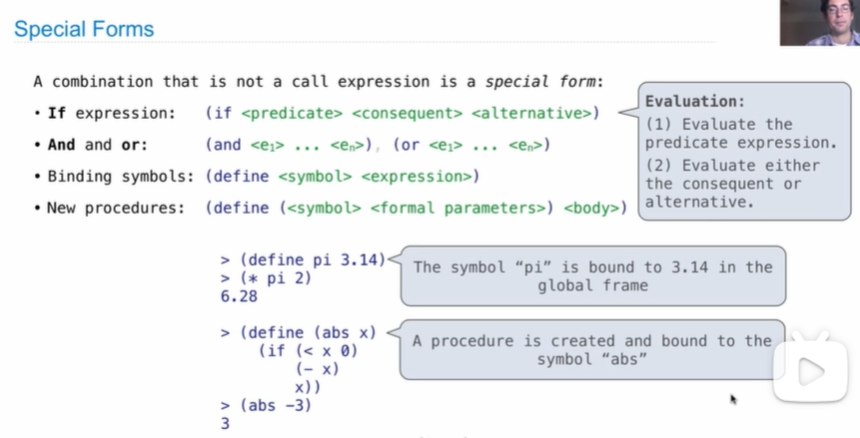 Special Forms
A combination that is not a call expression is a special form:
• If expression: (if <predicate> <consequent> <alternative>)
• And and or: (and <e₁> ... <eₙ>), (or <e₁> ... <eₙ>)
• Binding symbols: (define <symbol> <expression>)
• New procedures: (define (<symbol> <formal parameters>) <body>)
Evaluation:
(1) Evaluate the
predicate expression.
(2) Evaluate either
the consequent or
alternative.
> (define pi 3.14)
> (* pi 2)
6.28
The symbol “pi” is bound to 3.14 in the
global frame
> (define (abs x)
(if (< x 0)
(- x)
x))
> (abs -3)
3
A procedure is created and bound to the
symbol “abs”